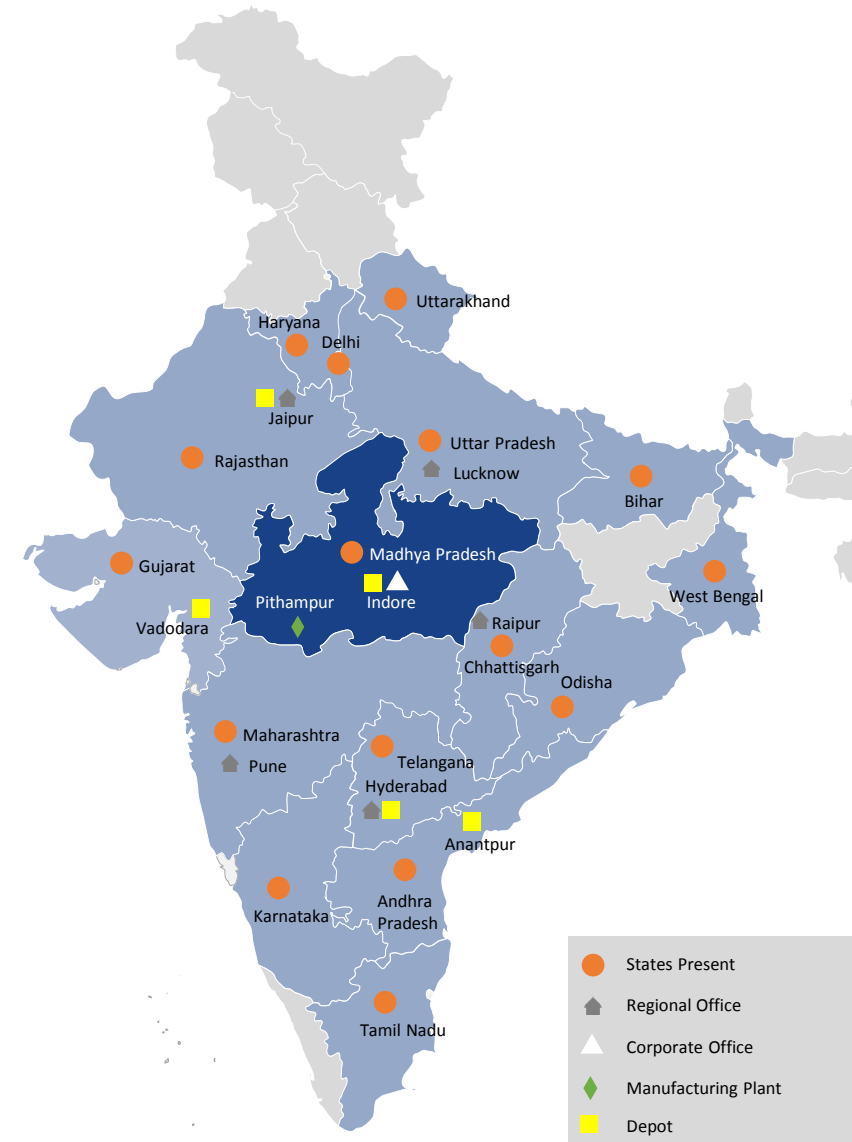 Uttarakhand
Haryana
Delhi
Jaipur
Uttar Pradesh
Rajasthan
Lucknow
Bihar
Madhya Pradesh
Gujarat
West Bengal
Pithampur
Indore
Vadodara
Raipur
Chhattisgarh
Odisha
Maharashtra
Telangana
Pune
Hyderabad
Anantpur
Andhra
Pradesh
Karnataka
Tamil Nadu
States Present
Regional Office
Corporate Office
Manufacturing Plant
Depot